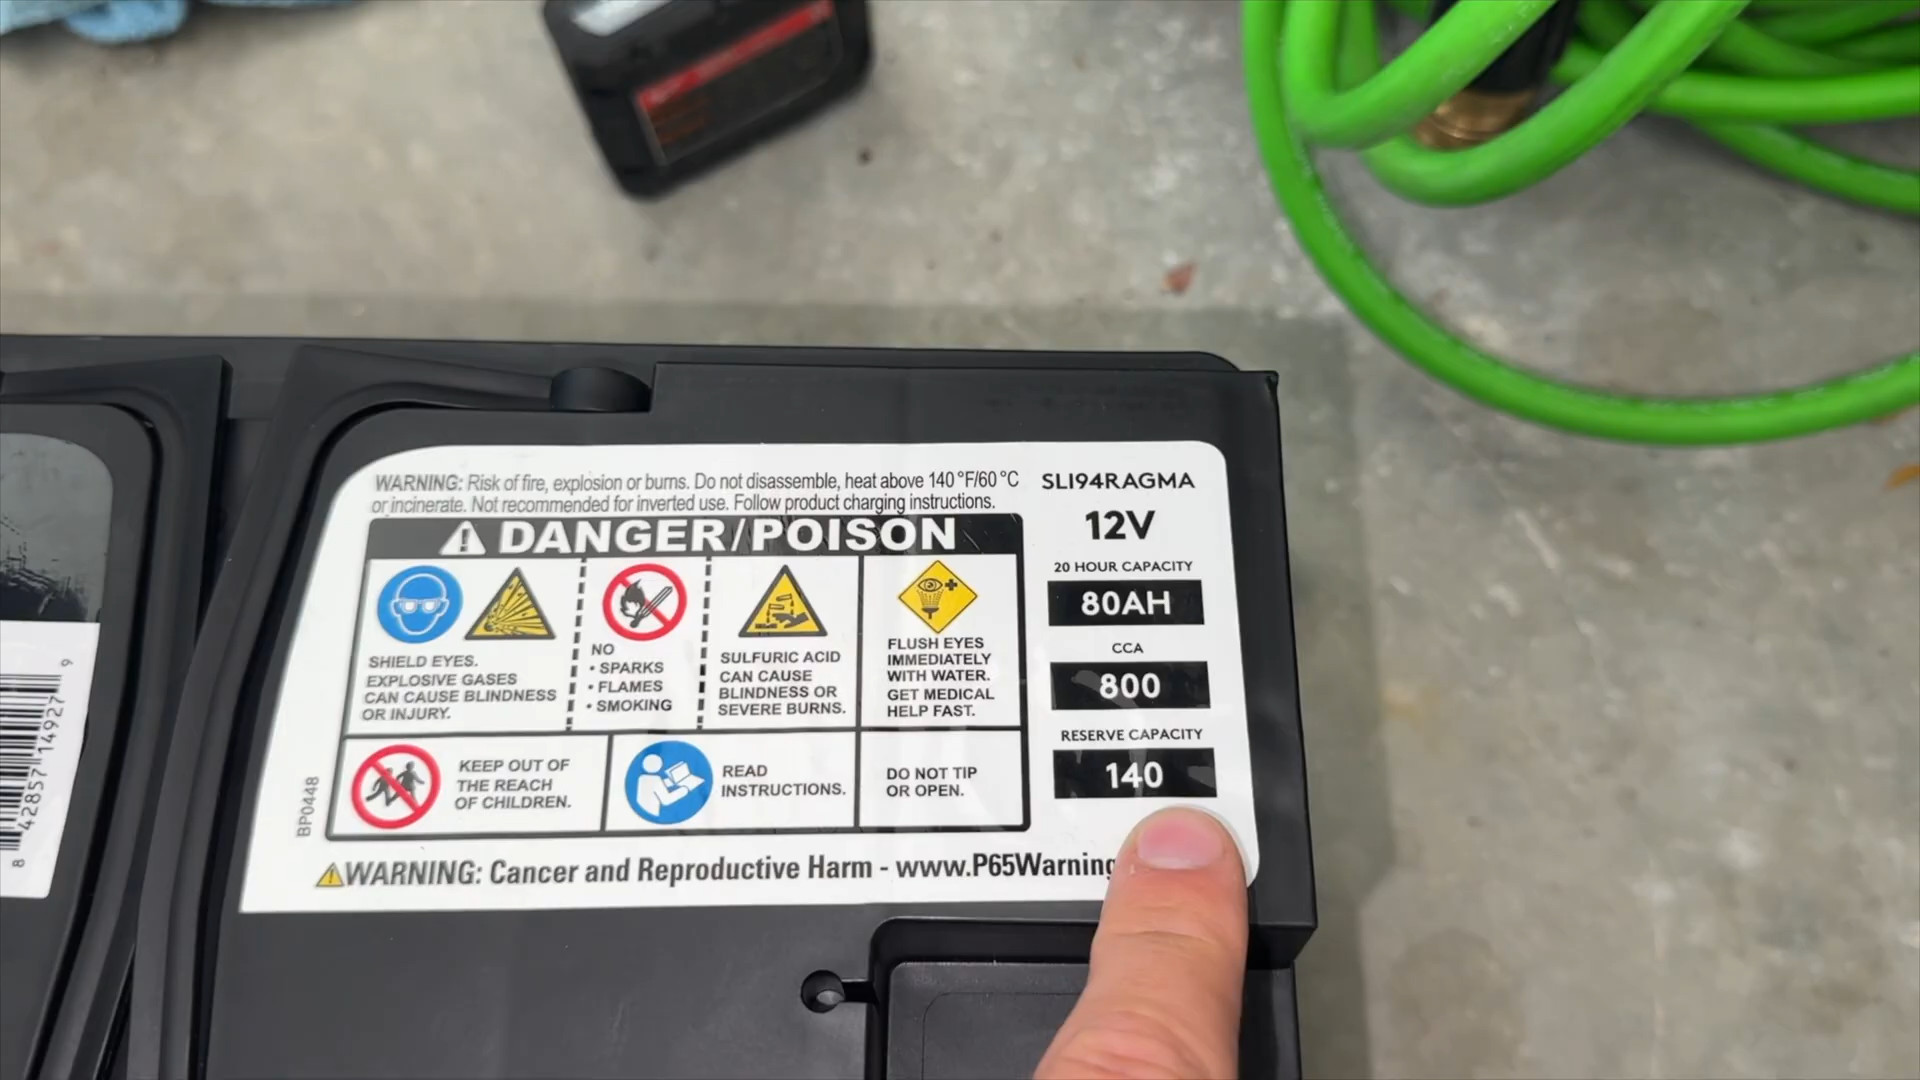 WARNING: Risk of fire, explosion or burns. Do not disassemble, heat above 140 °F/60 °C
or incinerate. Not recommended for inverted use. Follow product charging instructions.
DANGER/POISON
SHIELD EYES.
EXPLOSIVE GASES
CAN CAUSE BLINDNESS
OR INJURY.
NO
• SPARKS
• FLAMES
• SMOKING
SULFURIC ACID
CAN CAUSE
BLINDNESS OR
SEVERE BURNS.
FLUSH EYES
IMMEDIATELY
WITH WATER.
GET MEDICAL
HELP FAST.
KEEP OUT OF
THE REACH
OF CHILDREN.
READ
INSTRUCTIONS.
DO NOT TIP
OR OPEN.
WARNING: Cancer and Reproductive Harm - www.P65Warning
BP0448
SLI94RAGMA
12V
20 HOUR CAPACITY
80AH
CCA
800
RESERVE CAPACITY
140
8 42857 14927 9